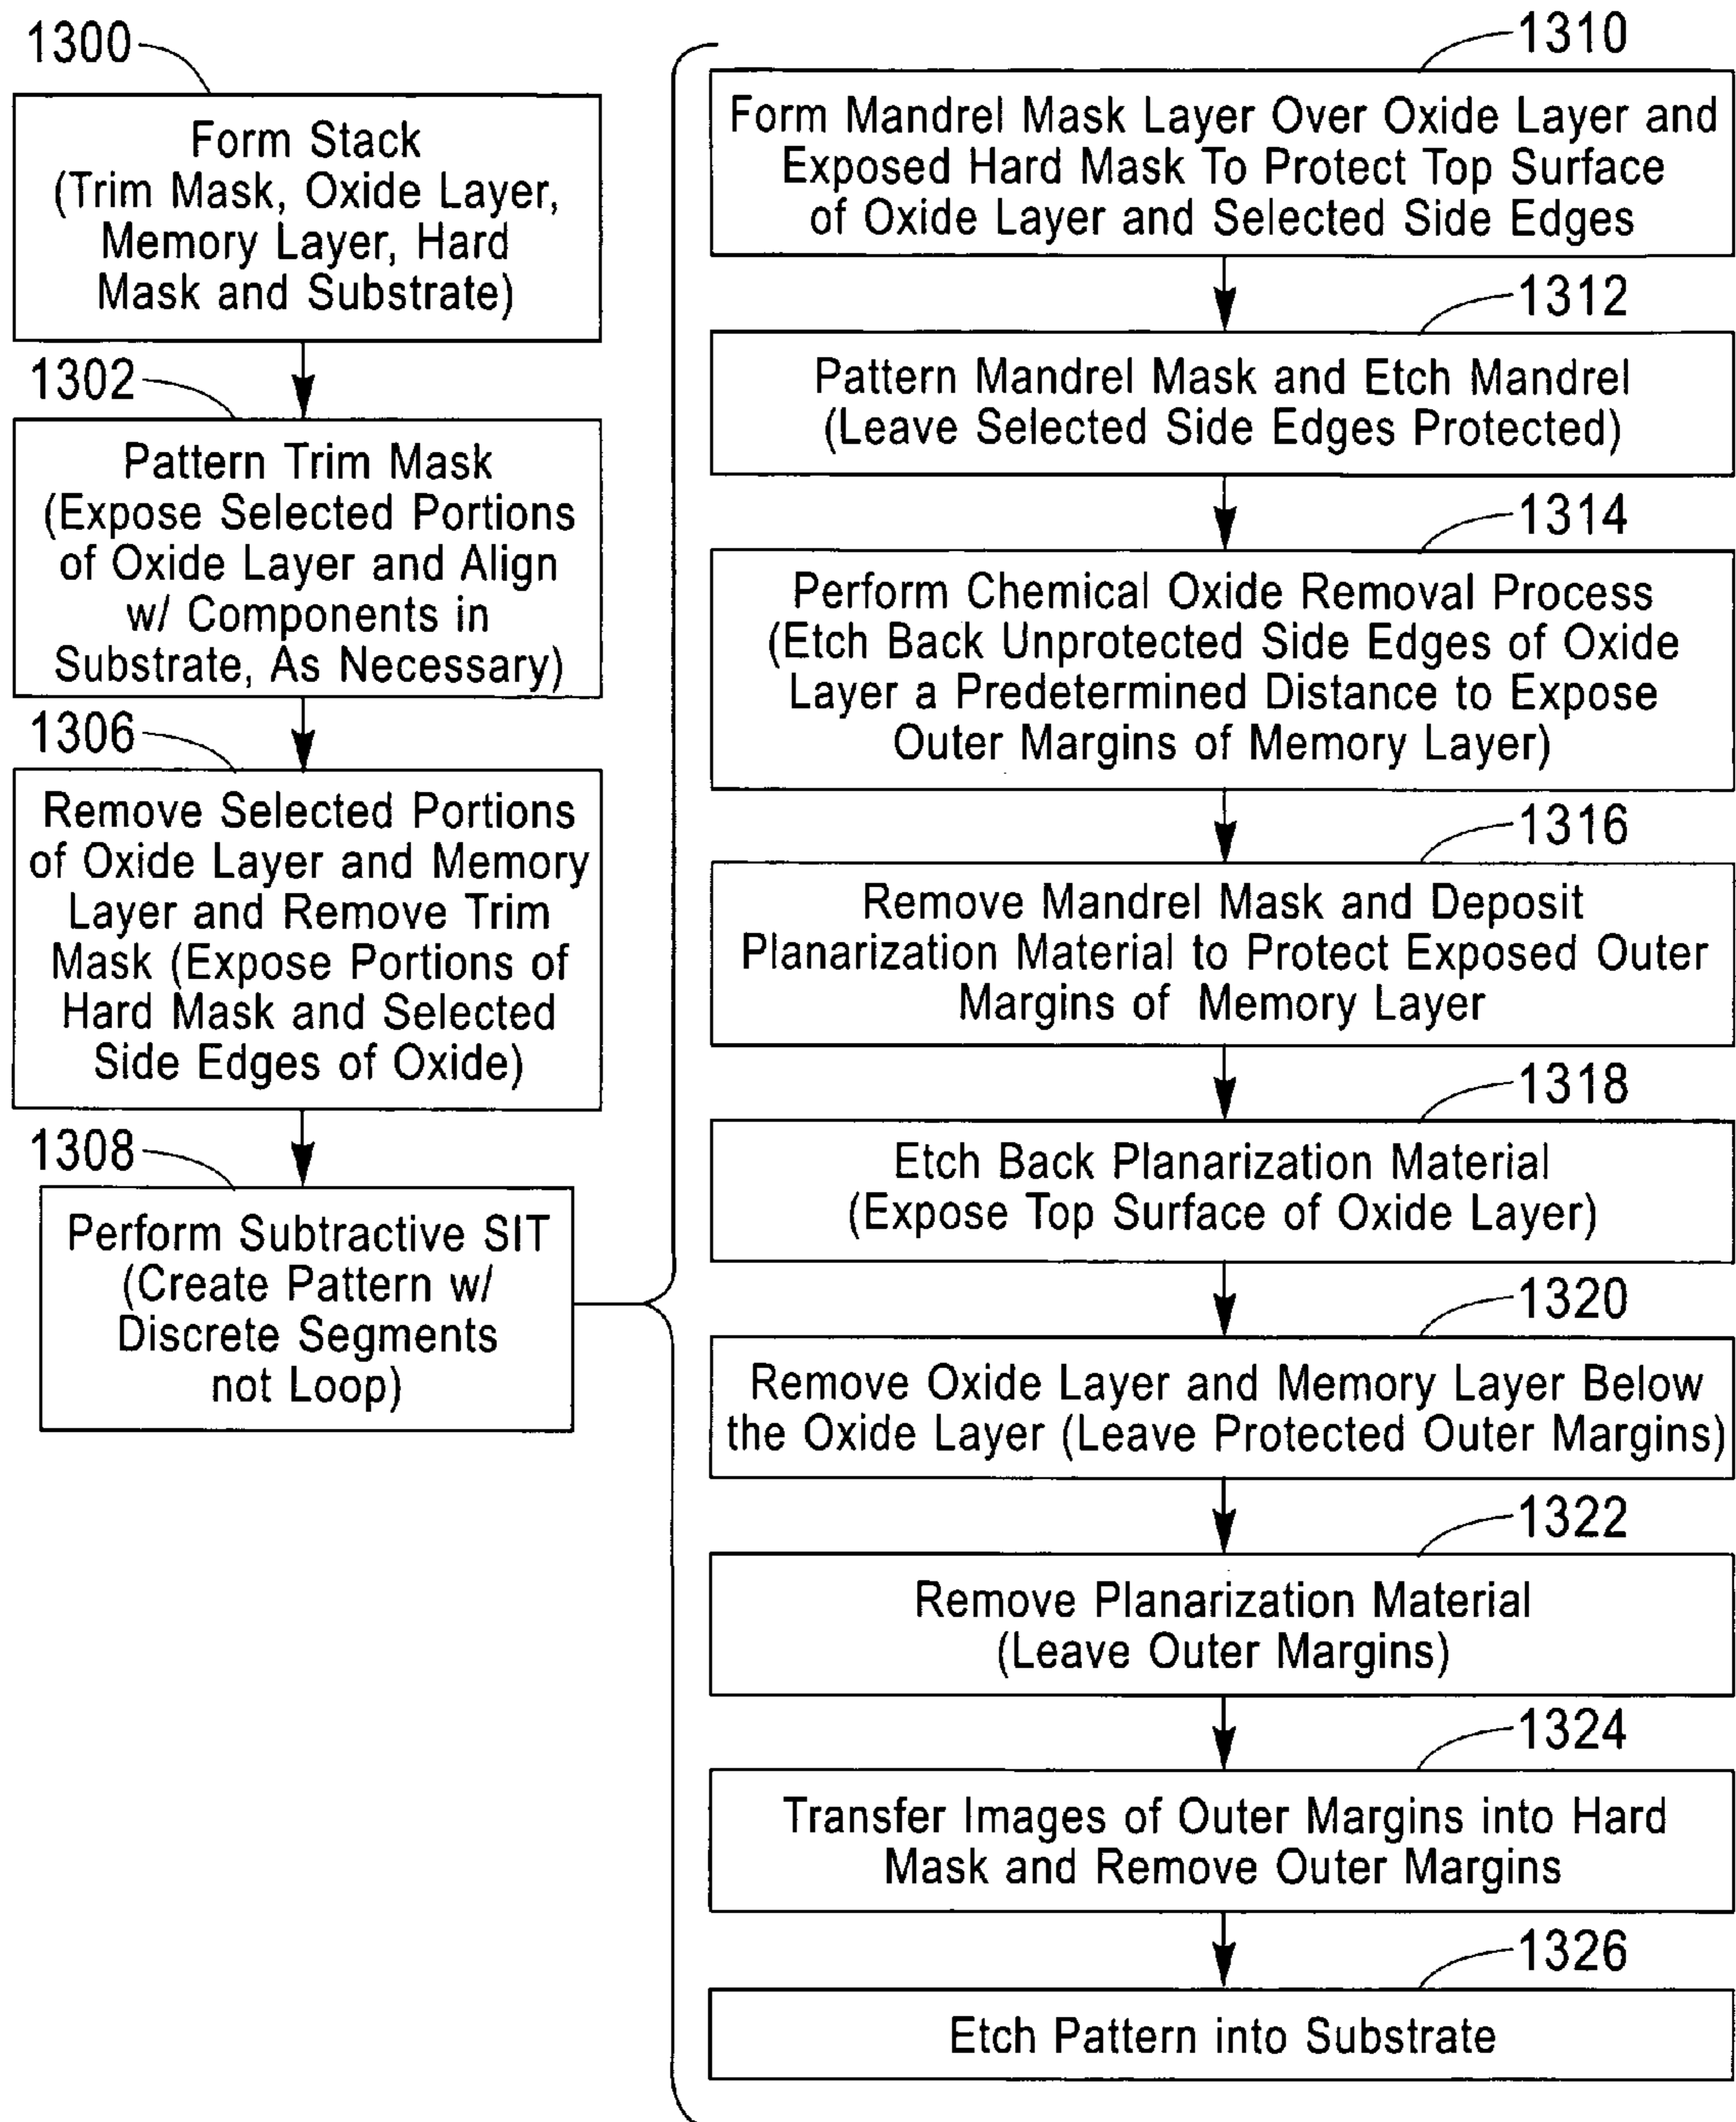 1300
Form Stack
(Trim Mask, Oxide Layer,
Memory Layer, Hard
Mask and Substrate)
1302
Pattern Trim Mask
(Expose Selected Portions
of Oxide Layer and Align
w/ Components in
Substrate, As Necessary)
1306
Remove Selected Portions
of Oxide Layer and Memory
Layer and Remove Trim
Mask (Expose Portions of
Hard Mask and Selected
Side Edges of Oxide)
1308
Perform Subtractive SIT
(Create Pattern w/
Discrete Segments
not Loop)
1310
Form Mandrel Mask Layer Over Oxide Layer and
Exposed Hard Mask To Protect Top Surface
of Oxide Layer and Selected Side Edges
1312
Pattern Mandrel Mask and Etch Mandrel
(Leave Selected Side Edges Protected)
1314
Perform Chemical Oxide Removal Process
(Etch Back Unprotected Side Edges of Oxide
Layer a Predetermined Distance to Expose
Outer Margins of Memory Layer)
1316
Remove Mandrel Mask and Deposit
Planarization Material to Protect Exposed Outer
Margins of Memory Layer
1318
Etch Back Planarization Material
(Expose Top Surface of Oxide Layer)
1320
Remove Oxide Layer and Memory Layer Below
the Oxide Layer (Leave Protected Outer Margins)
1322
Remove Planarization Material
(Leave Outer Margins)
1324
Transfer Images of Outer Margins into Hard
Mask and Remove Outer Margins
1326
Etch Pattern into Substrate